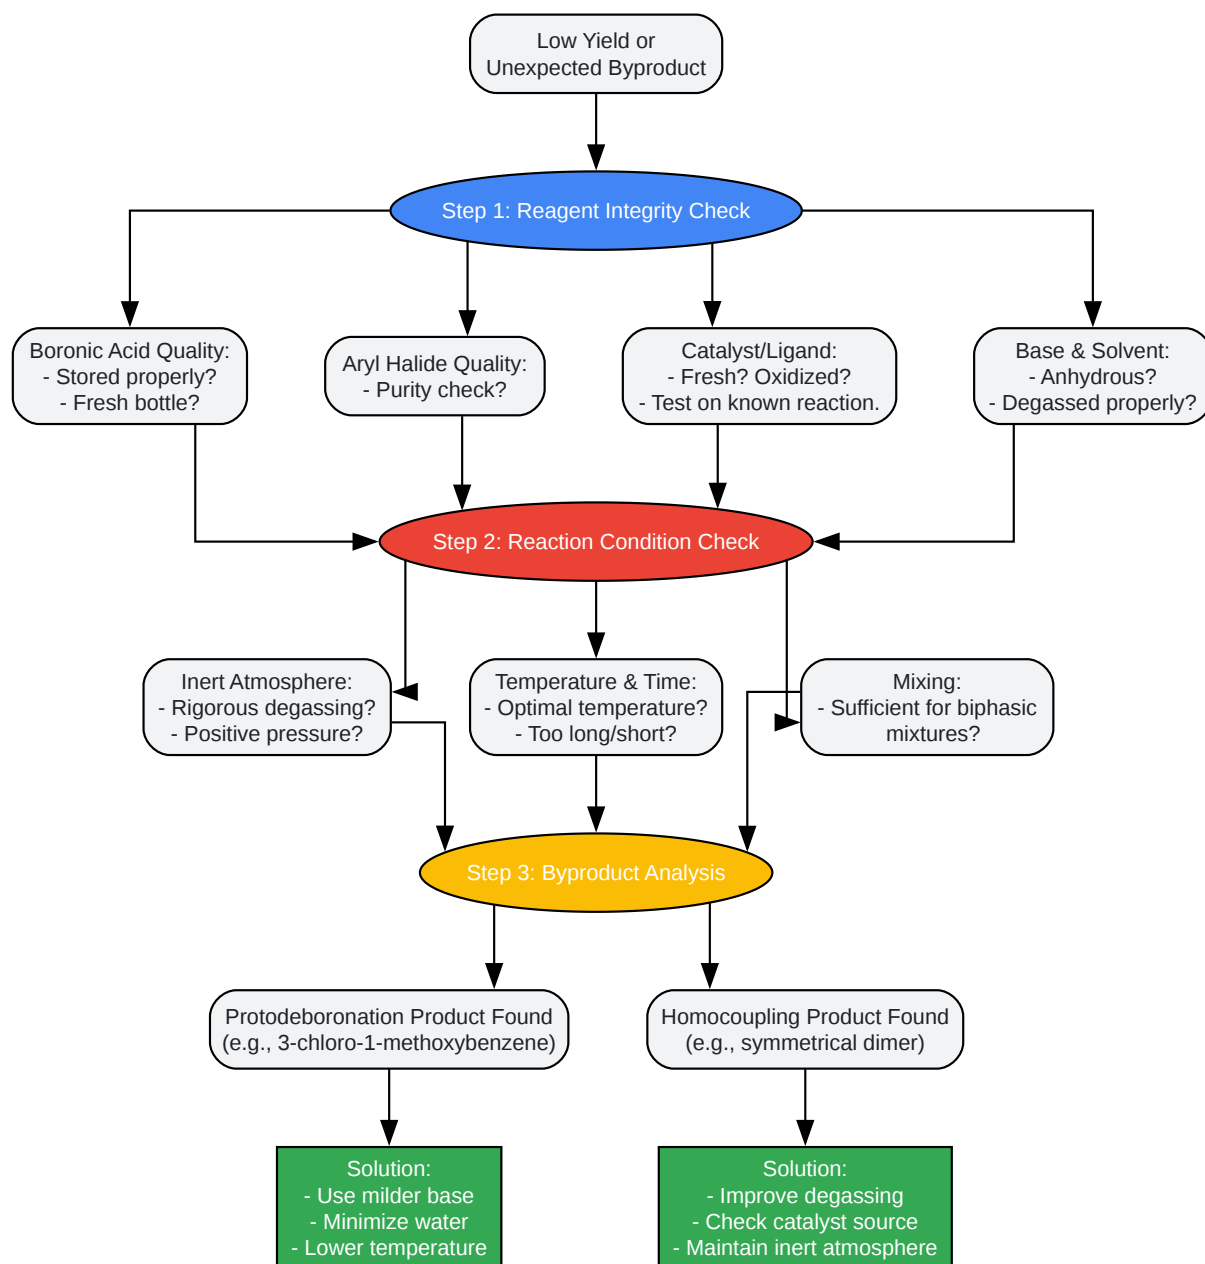 Low Yield or
Unexpected Byproduct
Step 1: Reagent Integrity Check
Boronic Acid Quality:
- Stored properly?
- Fresh bottle?
Aryl Halide Quality:
- Purity check?
Catalyst/Ligand:
- Fresh? Oxidized?
- Test on known reaction.
Base & Solvent:
- Anhydrous?
- Degassed properly?
Step 2: Reaction Condition Check
Inert Atmosphere:
- Rigorous degassing?
- Positive pressure?
Temperature & Time:
- Optimal temperature?
- Too long/short?
Mixing:
- Sufficient for biphasic
mixtures?
Step 3: Byproduct Analysis
Protodeboronation Product Found
(e.g., 3-chloro-1-methoxybenzene)
Homocoupling Product Found
(e.g., symmetrical dimer)
Solution:
- Use milder base
- Minimize water
- Lower temperature
Solution:
- Improve degassing
- Check catalyst source
- Maintain inert atmosphere